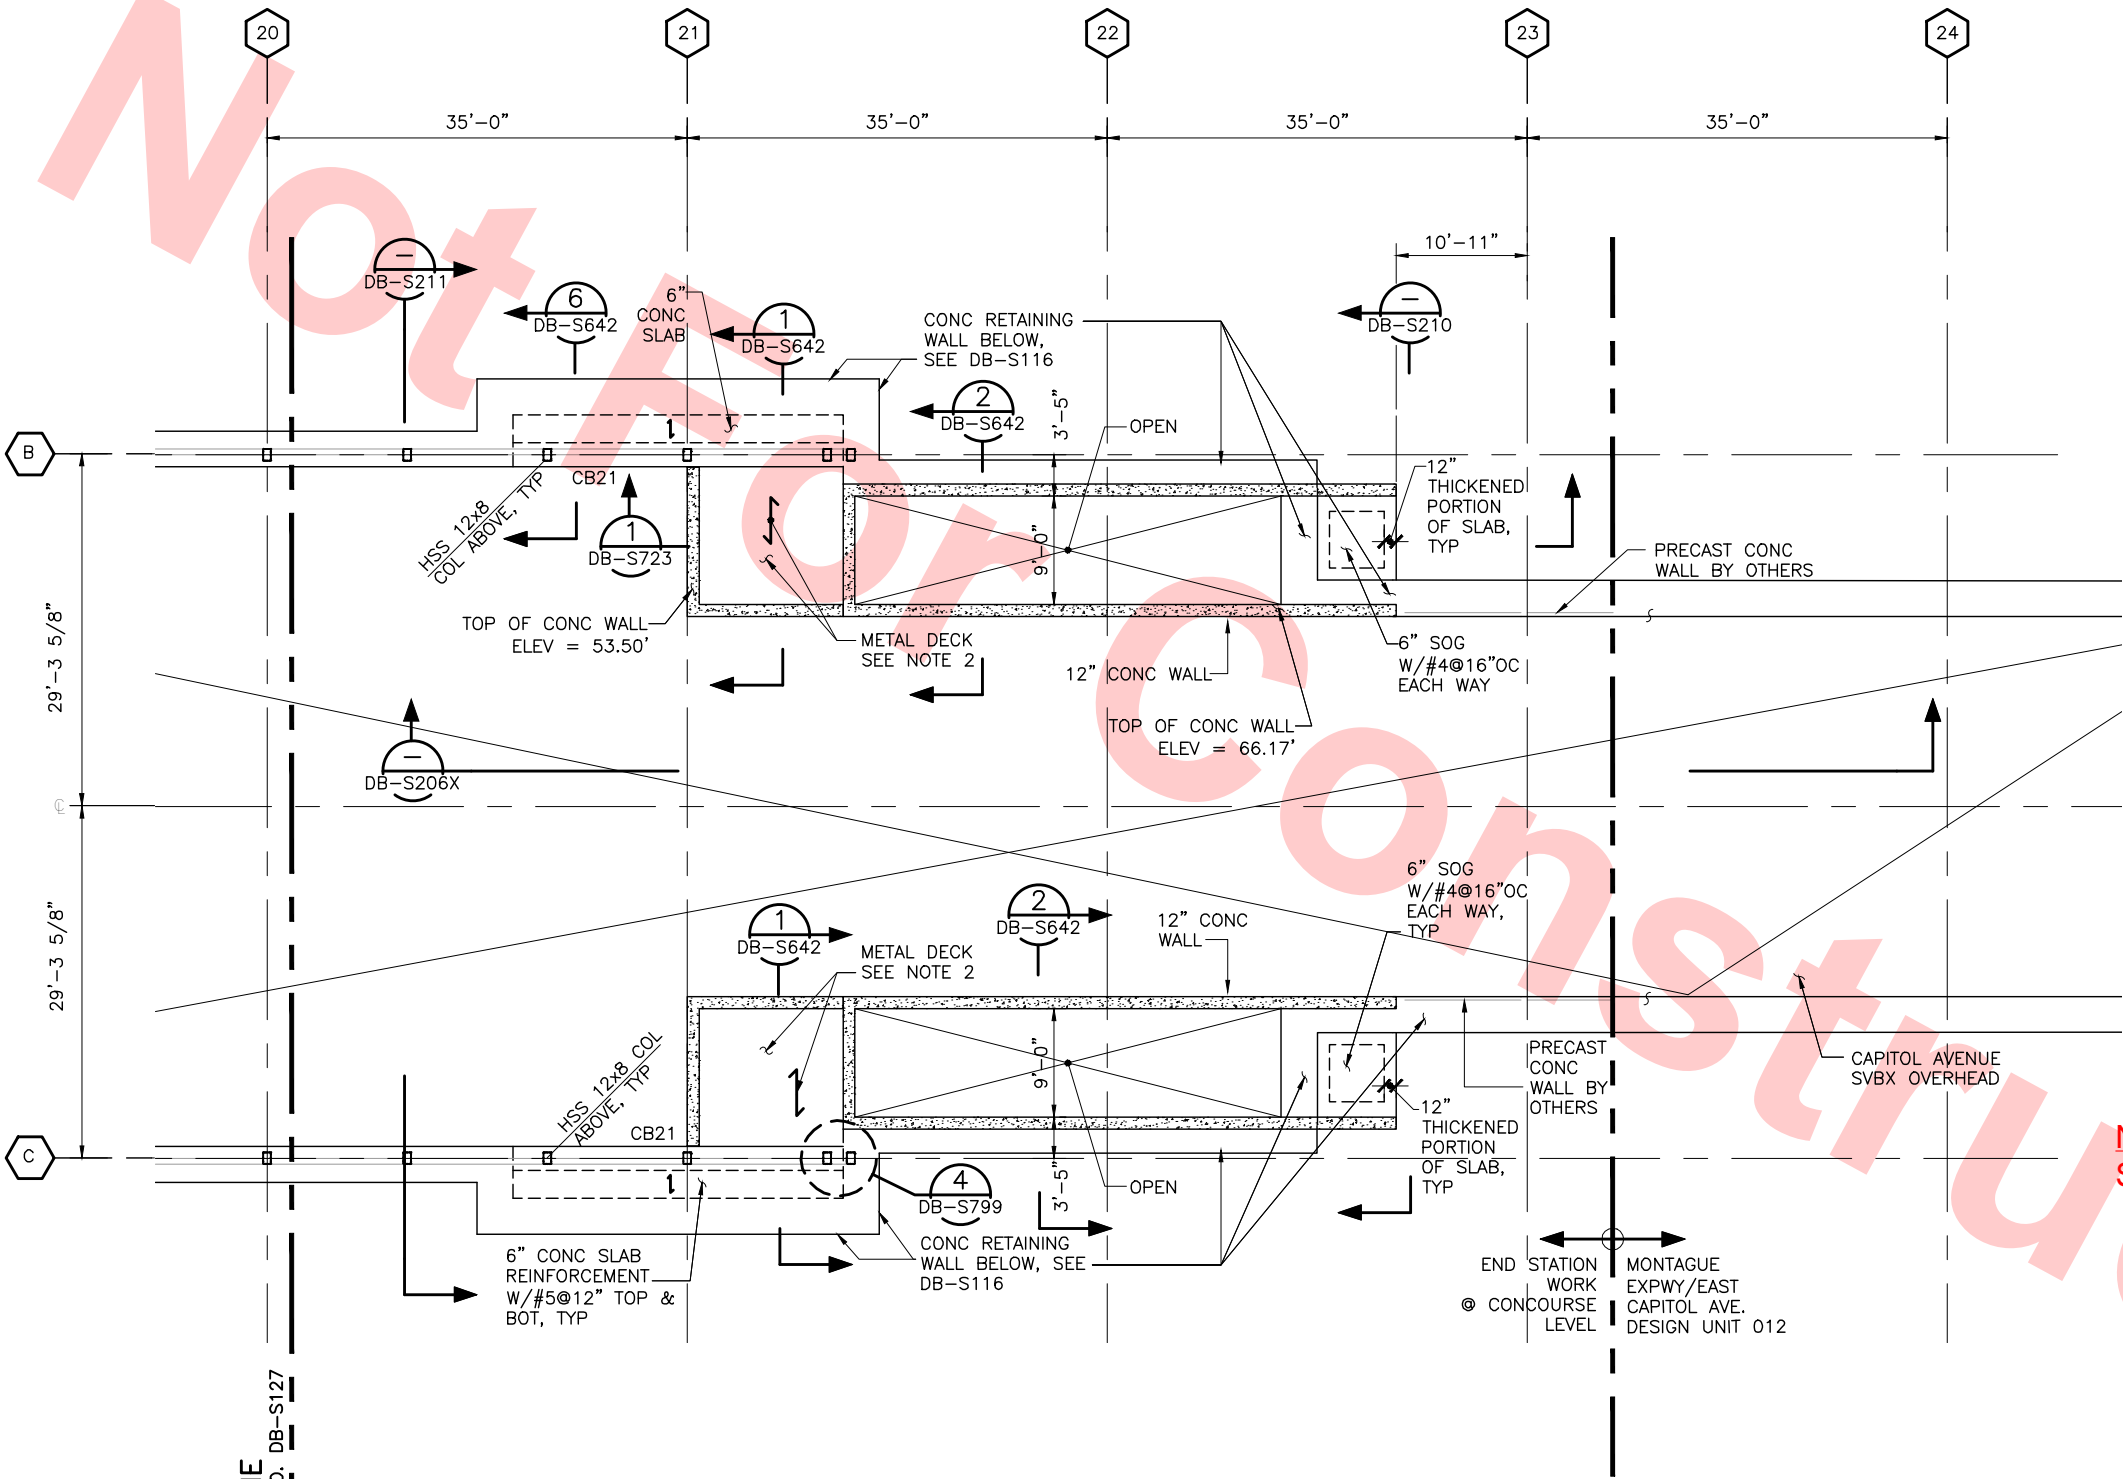 20
21
22
23
24
35'-0"
35'-0"
35'-0"
35'-0"
10'-11"
–
DB-S211
6
DB-S642
6"
CONC
SLAB
1
DB-S642
CONC RETAINING
WALL BELOW,
SEE DB-S116
–
DB-S210
2
DB-S642
3'-5"
OPEN
B
CB21
HSS 12x8
COL ABOVE, TYP
1
DB-S723
9'-0"
12"
THICKENED
PORTION
OF SLAB,
TYP
PRECAST CONC
WALL BY OTHERS
TOP OF CONC WALL
ELEV = 53.50'
METAL DECK
SEE NOTE 2
12" CONC WALL
6" SOG
W/#4@16"OC
EACH WAY
29'-3 5/8"
TOP OF CONC WALL
ELEV = 66.17'
–
DB-S206X
℄
29'-3 5/8"
1
DB-S642
METAL DECK
SEE NOTE 2
2
DB-S642
12" CONC
WALL
6" SOG
W/#4@16"OC
EACH WAY,
TYP
HSS 12x8 COL
ABOVE, TYP
CB21
9'-0"
PRECAST
CONC
WALL BY
OTHERS
CAPITOL AVENUE
SVBX OVERHEAD
12"
THICKENED
PORTION
OF SLAB,
TYP
C
4
DB-S799
3'-5"
OPEN
6" CONC SLAB
REINFORCEMENT
W/#5@12" TOP &
BOT, TYP
CONC RETAINING
WALL BELOW, SEE
DB-S116
END STATION
WORK
@ CONCOURSE
LEVEL
MONTAGUE
EXPWY/EAST
CAPITOL AVE.
DESIGN UNIT 012
DB-S127
Not For Constru